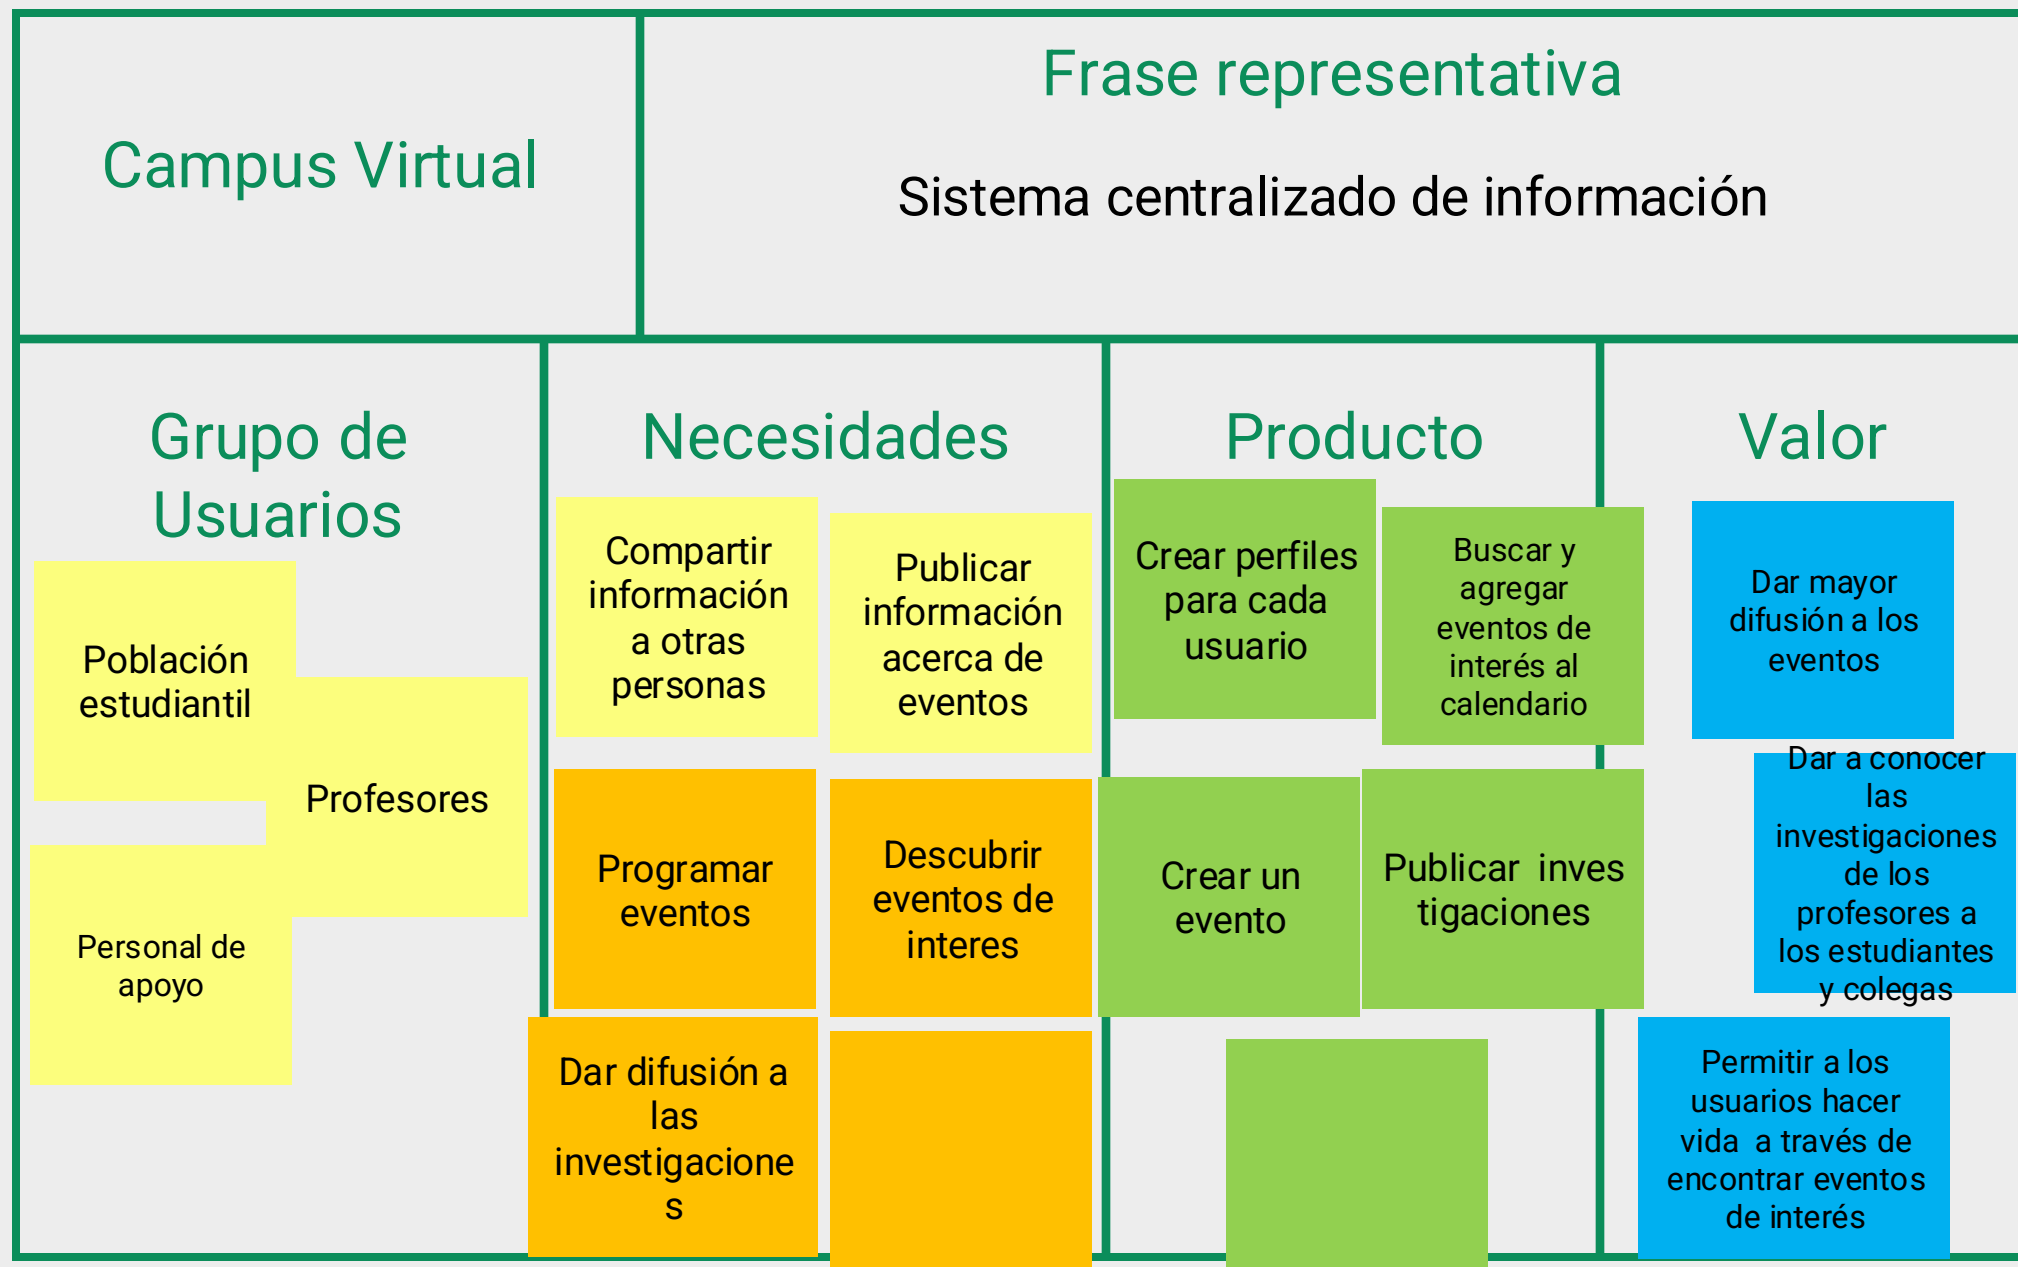 Campus Virtual
Frase representativa
Sistema centralizado de información
Grupo de
Usuarios
Población
estudiantil
Profesores
Personal de
apoyo
Necesidades
Compartir
información
a otras
personas
Publicar
información
acerca de
eventos
Programar
eventos
Descubrir
eventos de
interes
Dar difusión a
las
investigacione
s
Producto
Crear perfiles
para cada
usuario
Buscar y
agregar
eventos de
interés al
calendario
Crear un
evento
Publicar inves
tigaciones
Valor
Dar mayor
difusión a los
eventos
Dar a conocer
las
investigaciones
de los
profesores a
los estudiantes
y colegas
Permitir a los
usuarios hacer
vida a través de
encontrar eventos
de interés